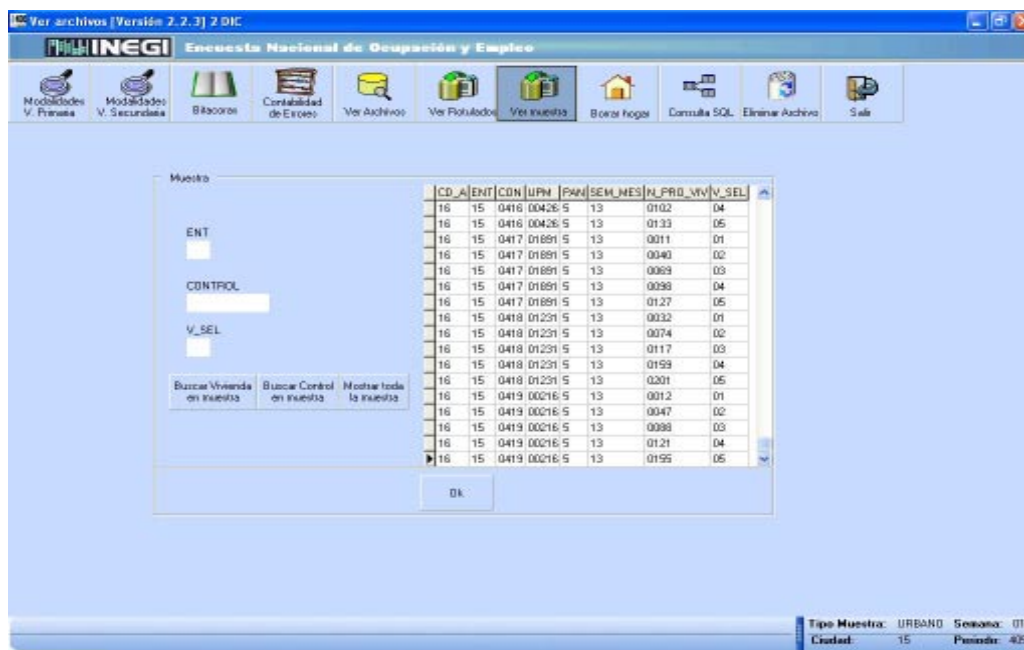 Ver archivos [Versión 2.2.3] 2 DIC
INEGI Encuesta Nacional de Ocupación y Empleo
Modalidades V. Primaria
Modalidades V. Secundaria
Bitacoras
Contabilidad de Errores
Ver Archivos
Ver Rotulados
Ver muestra
Borrar hogar
Consulta SQL
Eliminar Archivo
Salir
Muestra
ENT
CONTROL
V_SEL
Buscar Vivienda en muestra
Buscar Control en muestra
Mostrar toda la muestra
CD_A ENT CON UPM PAN SEM_MES N_PRO_VIV V_SEL
16 15 0416 00426 5 13 0102 04
16 15 0416 00426 5 13 0133 05
16 15 0417 01891 5 13 0011 01
16 15 0417 01891 5 13 0040 02
16 15 0417 01891 5 13 0069 03
16 15 0417 01891 5 13 0098 04
16 15 0417 01891 5 13 0127 05
16 15 0418 01231 5 13 0032 01
16 15 0418 01231 5 13 0074 02
16 15 0418 01231 5 13 0117 03
16 15 0418 01231 5 13 0159 04
16 15 0418 01231 5 13 0201 05
16 15 0419 00216 5 13 0012 01
16 15 0419 00216 5 13 0047 02
16 15 0419 00216 5 13 0088 03
16 15 0419 00216 5 13 0121 04
16 15 0419 00216 5 13 0155 05
Ok
Tipo Muestra: URBANO Semana: 01
Ciudad: 15 Periodo: